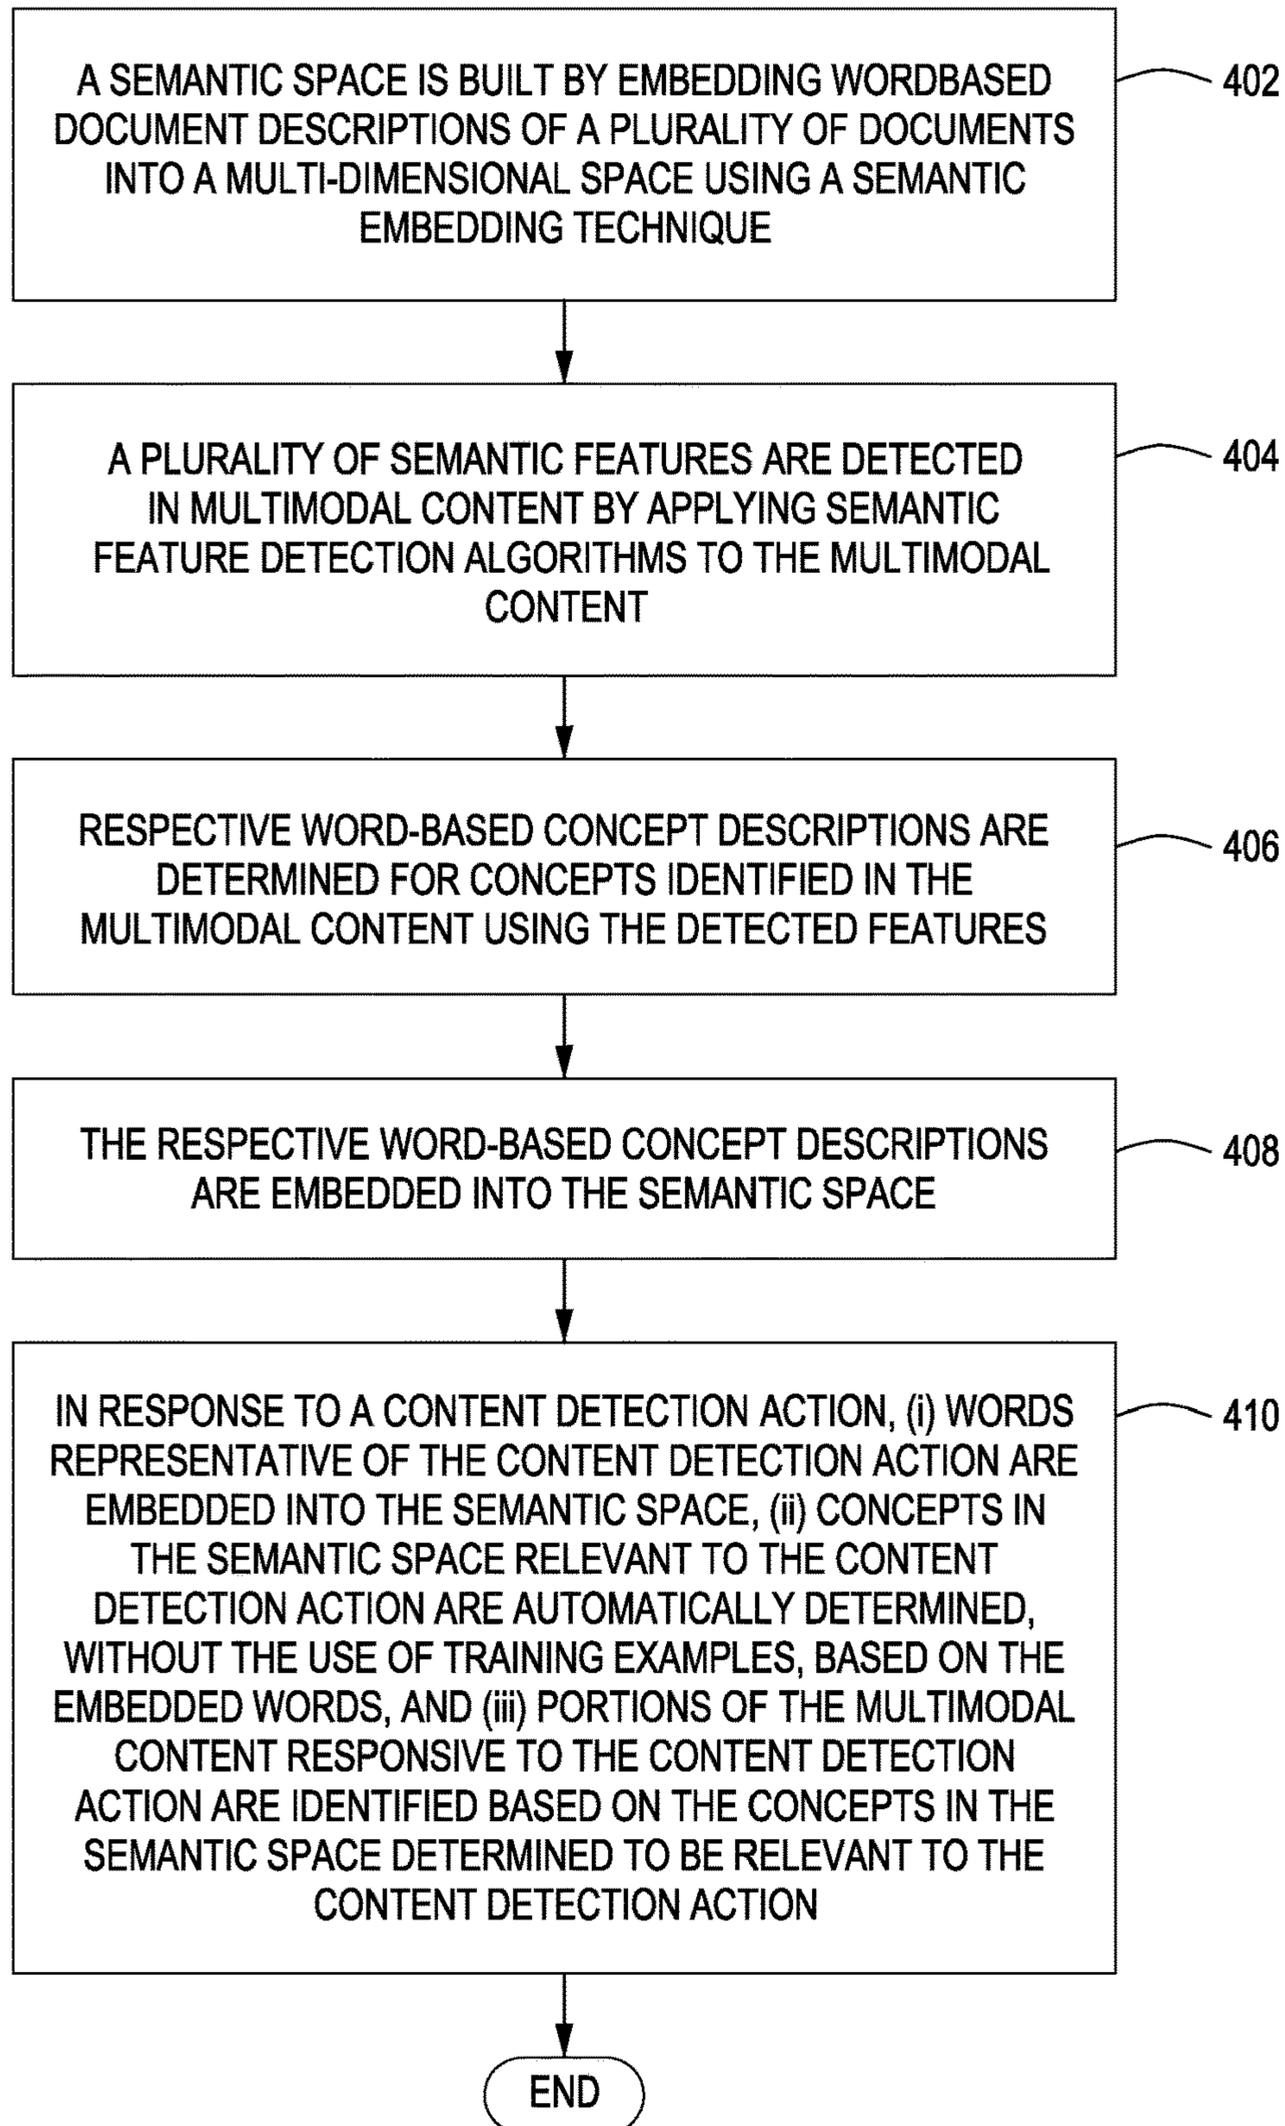 A SEMANTIC SPACE IS BUILT BY EMBEDDING WORDBASED
DOCUMENT DESCRIPTIONS OF A PLURALITY OF DOCUMENTS
INTO A MULTI-DIMENSIONAL SPACE USING A SEMANTIC
EMBEDDING TECHNIQUE
402
A PLURALITY OF SEMANTIC FEATURES ARE DETECTED
IN MULTIMODAL CONTENT BY APPLYING SEMANTIC
FEATURE DETECTION ALGORITHMS TO THE MULTIMODAL
CONTENT
404
RESPECTIVE WORD-BASED CONCEPT DESCRIPTIONS ARE
DETERMINED FOR CONCEPTS IDENTIFIED IN THE
MULTIMODAL CONTENT USING THE DETECTED FEATURES
406
THE RESPECTIVE WORD-BASED CONCEPT DESCRIPTIONS
ARE EMBEDDED INTO THE SEMANTIC SPACE
408
IN RESPONSE TO A CONTENT DETECTION ACTION, (i) WORDS
REPRESENTATIVE OF THE CONTENT DETECTION ACTION ARE
EMBEDDED INTO THE SEMANTIC SPACE, (ii) CONCEPTS IN
THE SEMANTIC SPACE RELEVANT TO THE CONTENT
DETECTION ACTION ARE AUTOMATICALLY DETERMINED,
WITHOUT THE USE OF TRAINING EXAMPLES, BASED ON THE
EMBEDDED WORDS, AND (iii) PORTIONS OF THE MULTIMODAL
CONTENT RESPONSIVE TO THE CONTENT DETECTION
ACTION ARE IDENTIFIED BASED ON THE CONCEPTS IN THE
SEMANTIC SPACE DETERMINED TO BE RELEVANT TO THE
CONTENT DETECTION ACTION
410
END